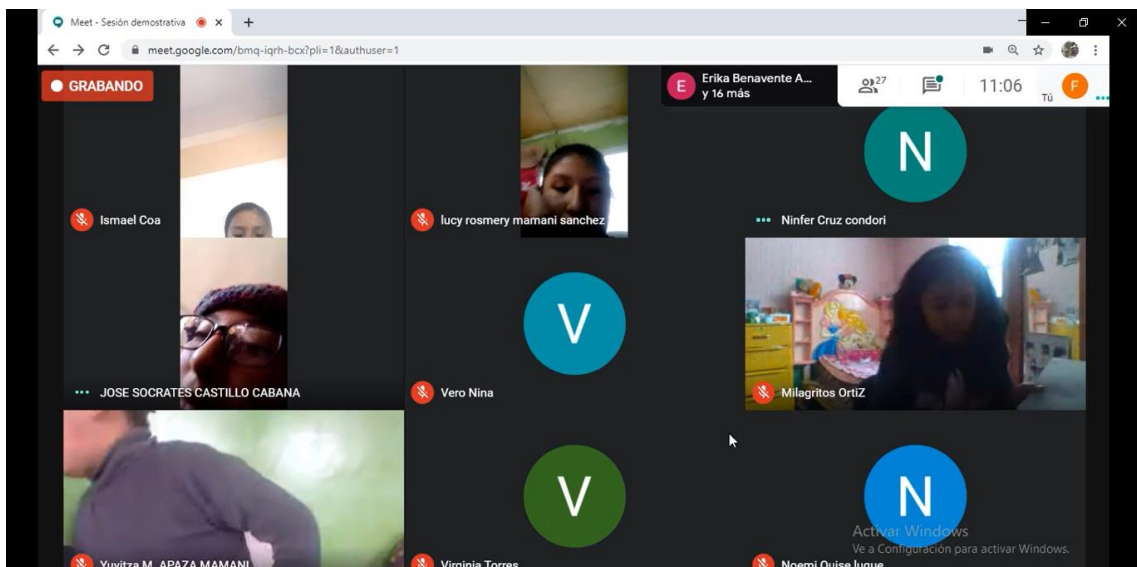 Meet - Sesión demostrativa
meet.google.com/bmq-iqrh-bcx?pli=1&authuser=1
GRABANDO
E
Erika Benavente A...
y 16 más
27
11:06
Tú
F
Ismael Coa
lucy rosmery mamani sanchez
N
Ninfer Cruz condori
JOSE SOCRATES CASTILLO CABANA
V
Vero Nina
Milagritos OrtiZ
Yuvitza M. APAZA MAMANI
V
Virginia Torres
N
Noemi Quise luque
Activar Windows
Ve a Configuración para activar Windows.